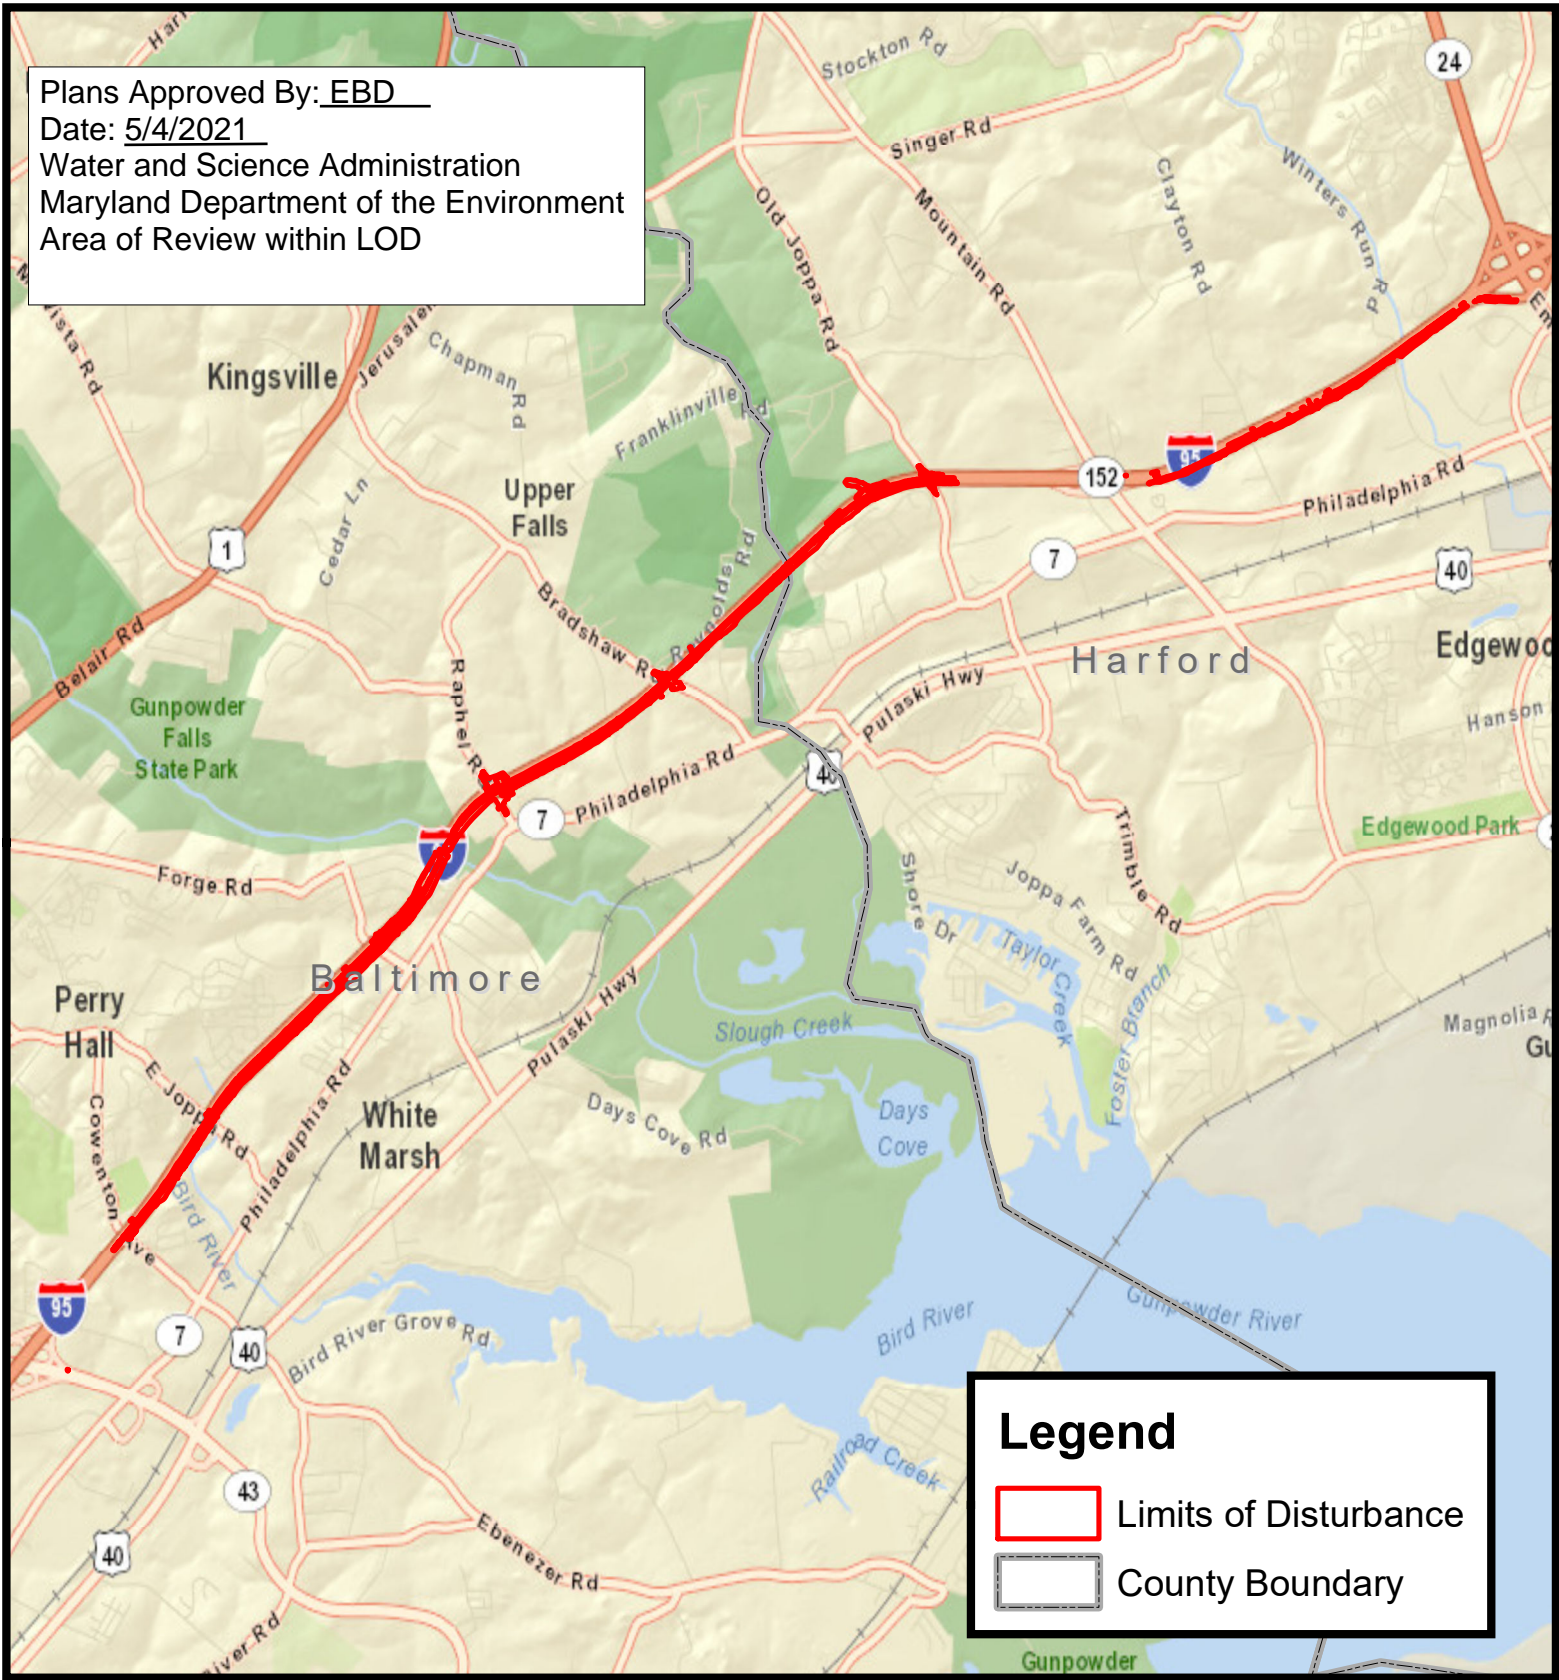 Plans Approved By: EBD
Date: 5/4/2021
Water and Science Administration
Maryland Department of the Environment
Area of Review within LOD
Stockton Rd
24
Singer Rd
Clayton Rd
Winters Run Rd
Old Joppa Rd
Mountain Rd
Kingsville
Chapman Rd
Franklinville Rd
Upper
Falls
Cedar Ln
1
95
152
Philadelphia Rd
7
40
Reynolds Rd
Bradshaw Rd
Belair Rd
Raphel Rd
Harford
Pulaski Hwy
Gunpowder
Falls
State Park
Philadelphia Rd
7
40
Forge Rd
Edgewood Park
Trimble Rd
Joppa Farm Rd
Shore Dr
Taylor Creek
Foster Branch
Baltimore
Perry
Hall
Pulaski Hwy
Slough Creek
Days
Cove
Days Cove Rd
White
Marsh
E Joppa Rd
Cowenton Ave
Philadelphia Rd
Bird River
95
7
40
Bird River Grove Rd
Bird River
Gunpowder River
Railroad Creek
43
40
Ebenezer Rd
Gunpowder
Legend
Limits of Disturbance
County Boundary